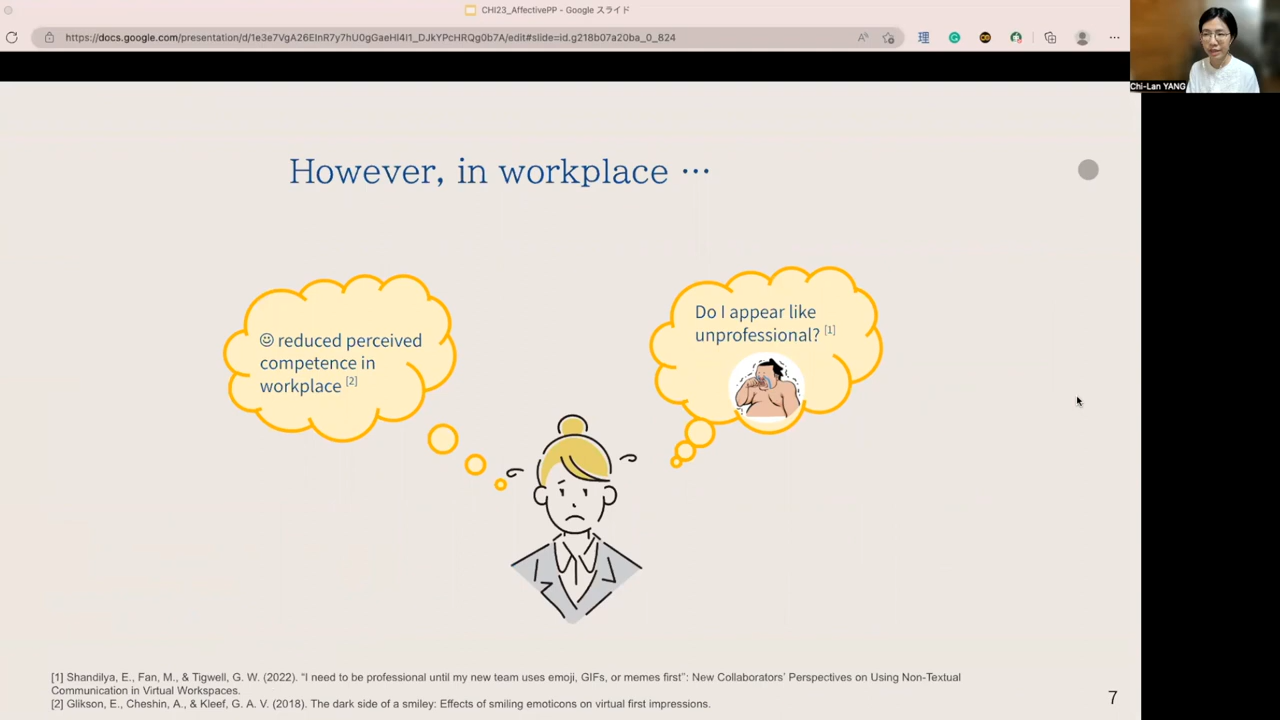 CHI23_AffectivePP - Google スライド
https://docs.google.com/presentation/d/1e3e7VgA26EInR7y7hU0gGaeHl4I1_DJkYPcHRQg0b7A/edit#slide=id.g218b07a20ba_0_824
Chi-Lan YANG
However, in workplace ⋯
☺ reduced perceived
competence in
workplace [2]
Do I appear like
unprofessional? [1]
[1] Shandilya, E., Fan, M., & Tigwell, G. W. (2022). “I need to be professional until my new team uses emoji, GIFs, or memes first”: New Collaborators’ Perspectives on Using Non-Textual
Communication in Virtual Workspaces.
[2] Glikson, E., Cheshin, A., & Kleef, G. A. V. (2018). The dark side of a smiley: Effects of smiling emoticons on virtual first impressions.
7